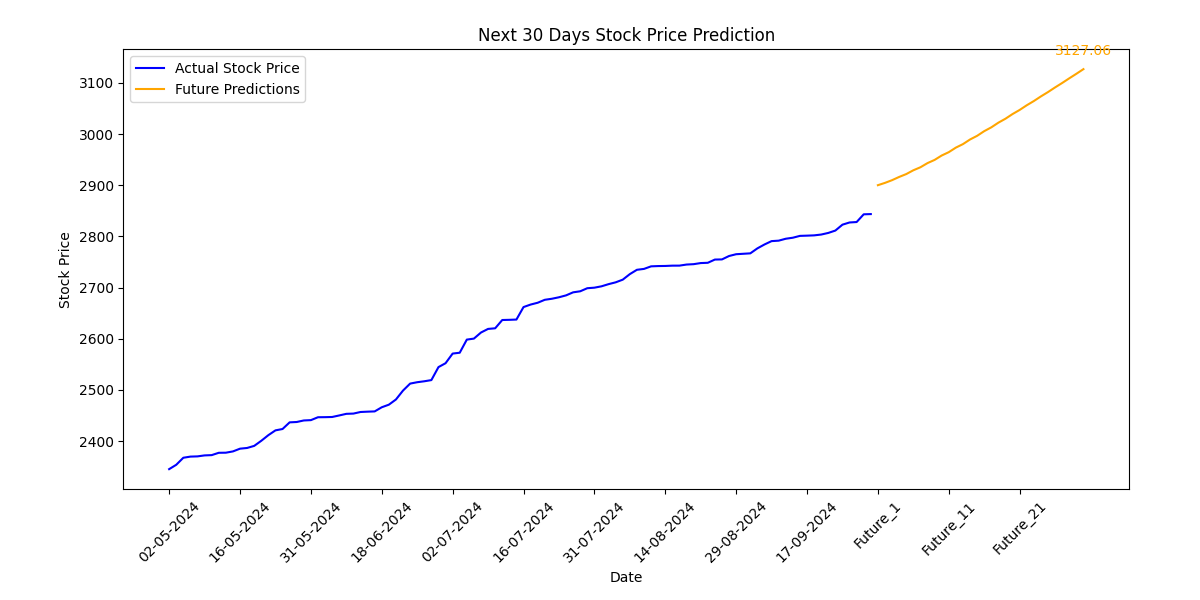 Next 30 Days Stock Price Prediction
3127.06
Actual Stock Price
Future Predictions
3100
3000
2900
2800
2700
2600
2500
2400
Stock Price
02-05-2024
16-05-2024
31-05-2024
18-06-2024
02-07-2024
16-07-2024
31-07-2024
14-08-2024
29-08-2024
17-09-2024
Future_1
Future_11
Future_21
Date